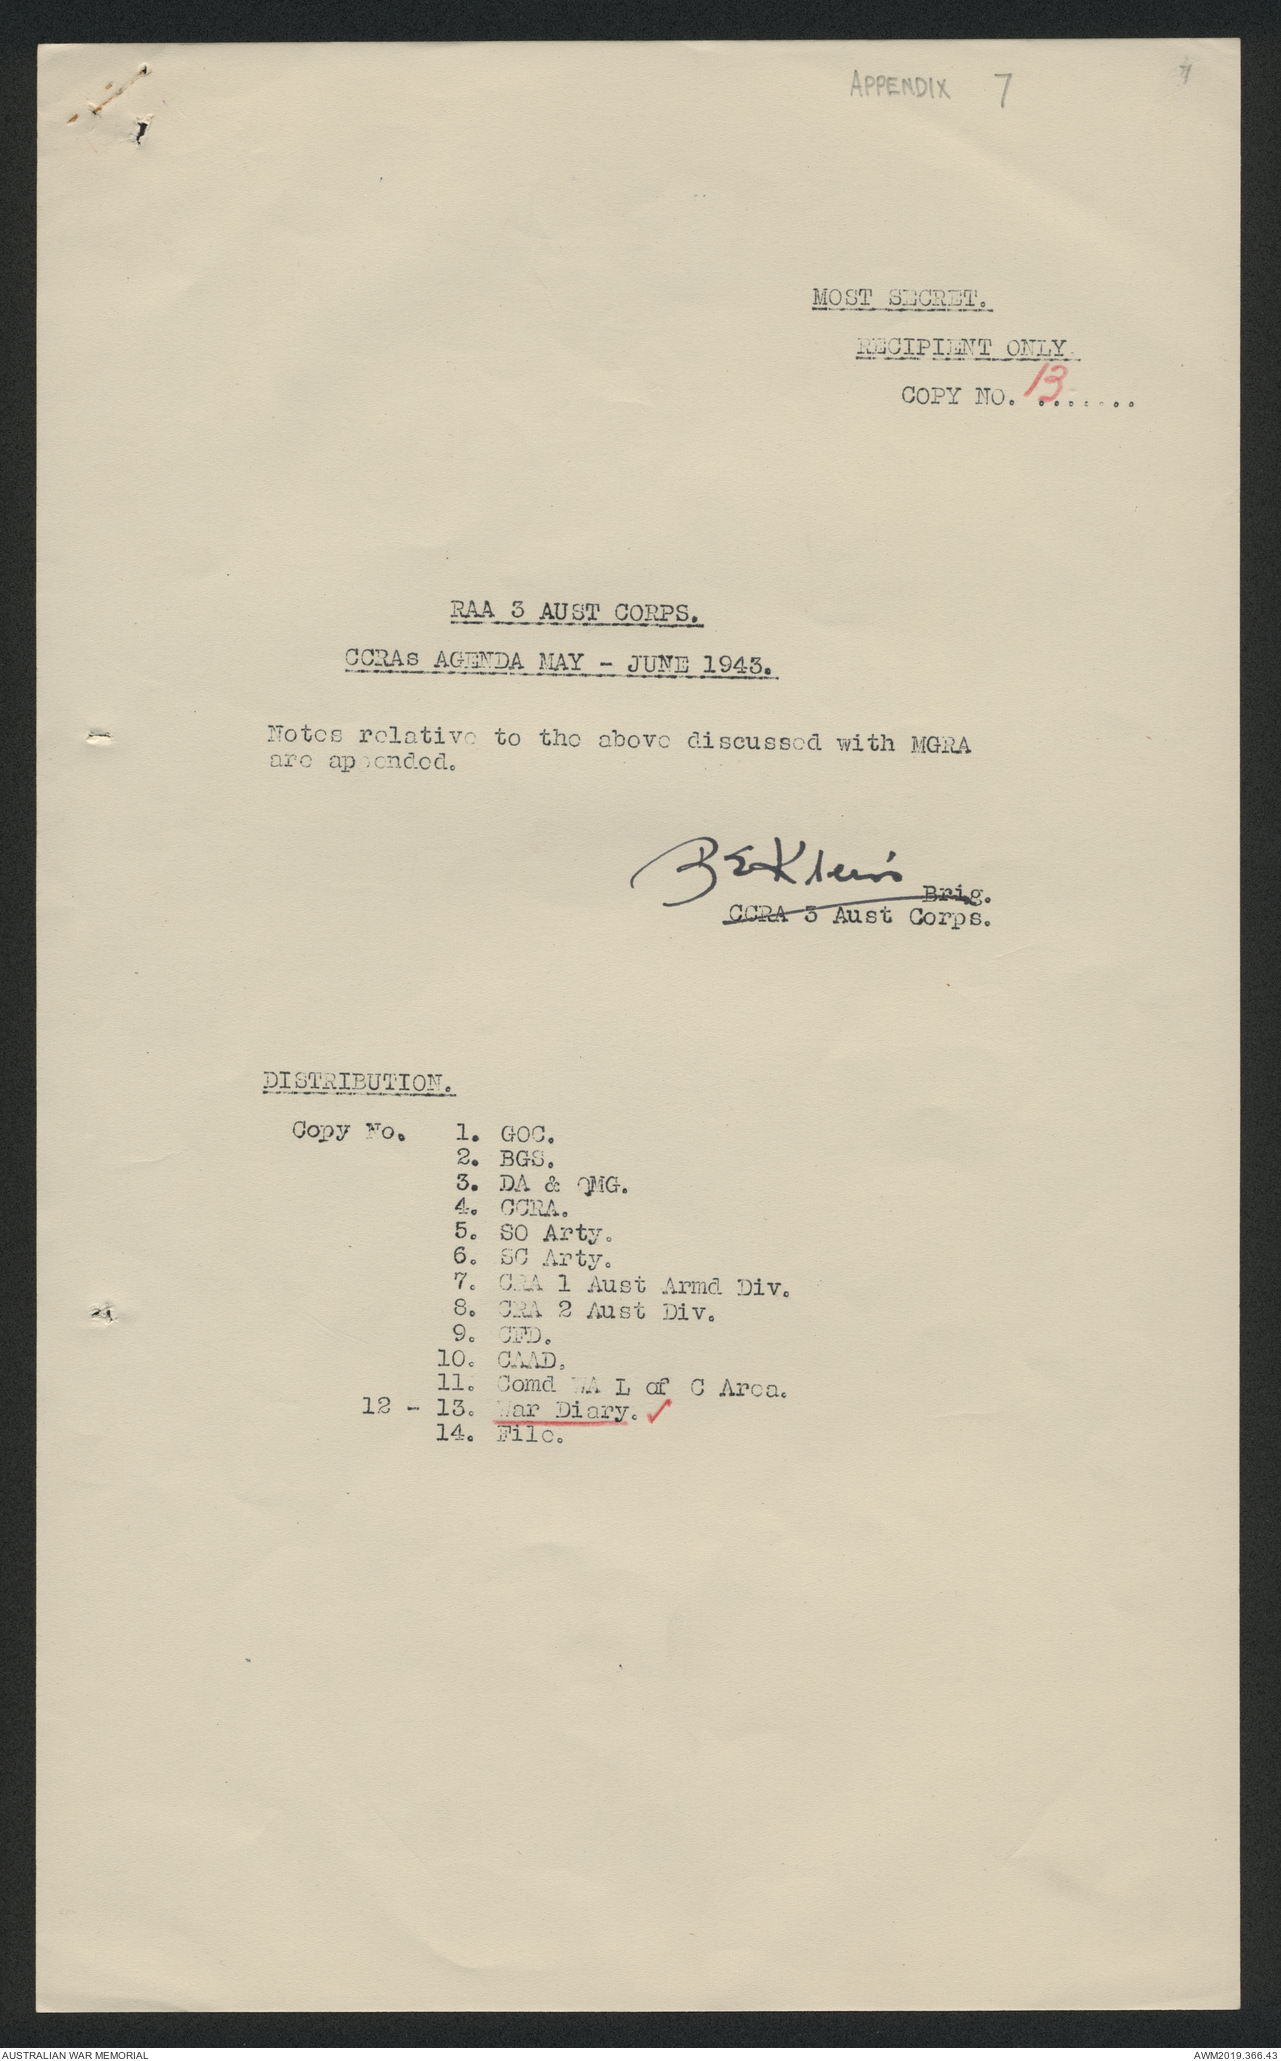 APPENDIX 7
MOST SECRET.
RECIPIENT ONLY.
COPY NO. 13.......
RAA 3 AUST CORPS.
CCRAs AGENDA MAY - JUNE 1943.
Notes relative to the above discussed with MGRA
are appended.
B E Klein
Brig.
CCRA 3 Aust Corps.
DISTRIBUTION.
Copy No. 1. GOC.
2. BGS.
3. DA & QMG.
4. CCRA.
5. SO Arty.
6. SC Arty.
7. CRA 1 Aust Armd Div.
8. CRA 2 Aust Div.
9. CFD.
10. CAAD.
11. Comd WA L of C Area.
12 - 13. War Diary. ✓
14. File.
AUSTRALIAN WAR MEMORIAL
AWM2019.366.43